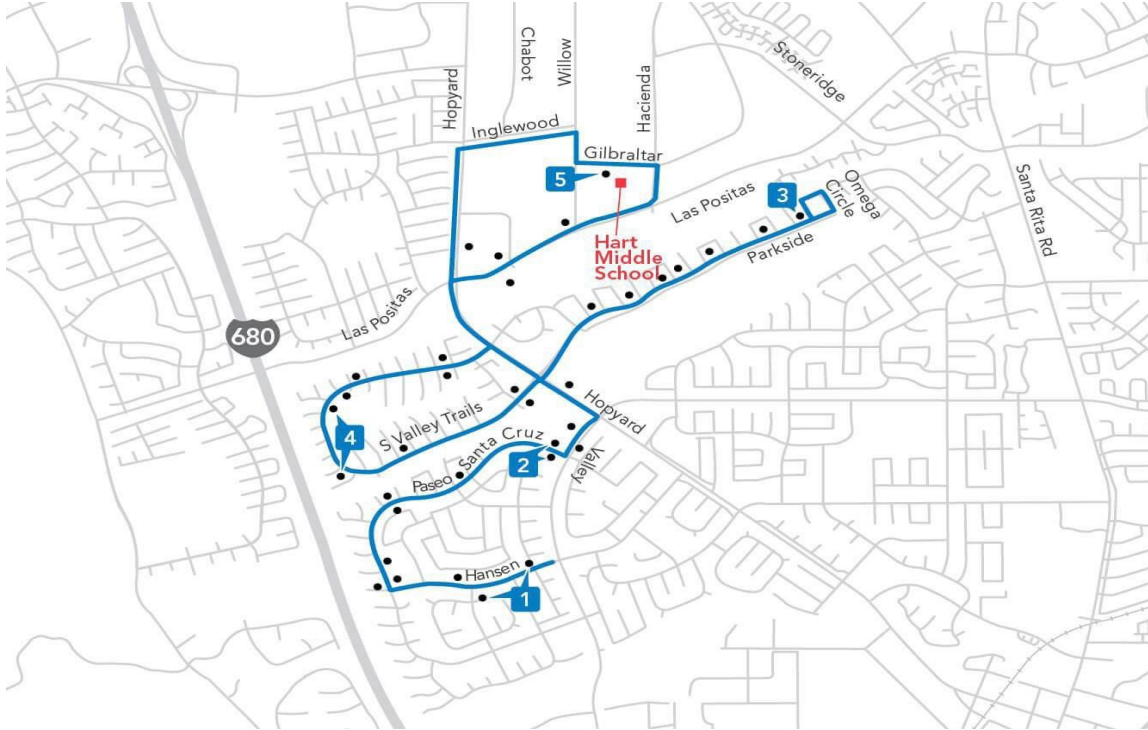 Hopyard
Chabot
Willow
Hacienda
Stoneridge
Inglewood
Gilbraltar
5
3
Omega
Circle
Santa Rita Rd
Las Positas
Hart
Middle
School
Parkside
Las Positas
680
Hopyard
S Valley Trails
4
Santa Cruz
Paseo
2
Valley
Hansen
1